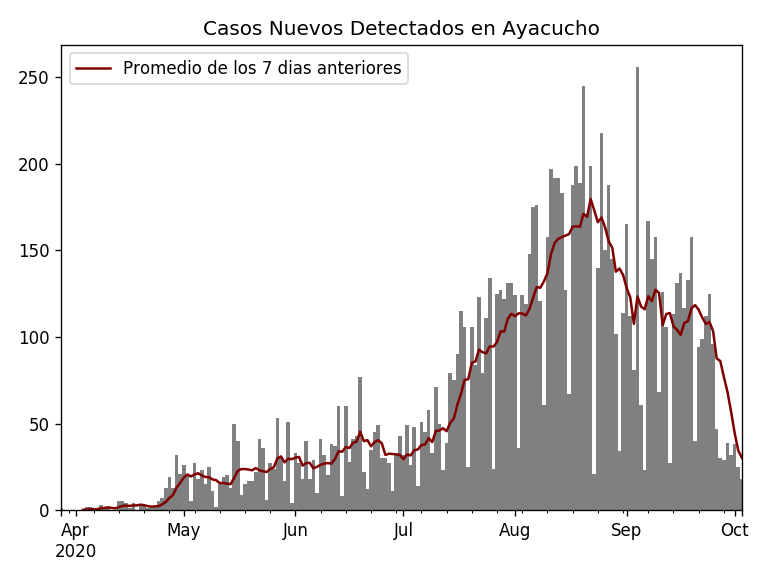 Casos Nuevos Detectados en Ayacucho
Promedio de los 7 dias anteriores
250
200
150
100
50
0
Apr May Jun Jul Aug Sep Oct
2020